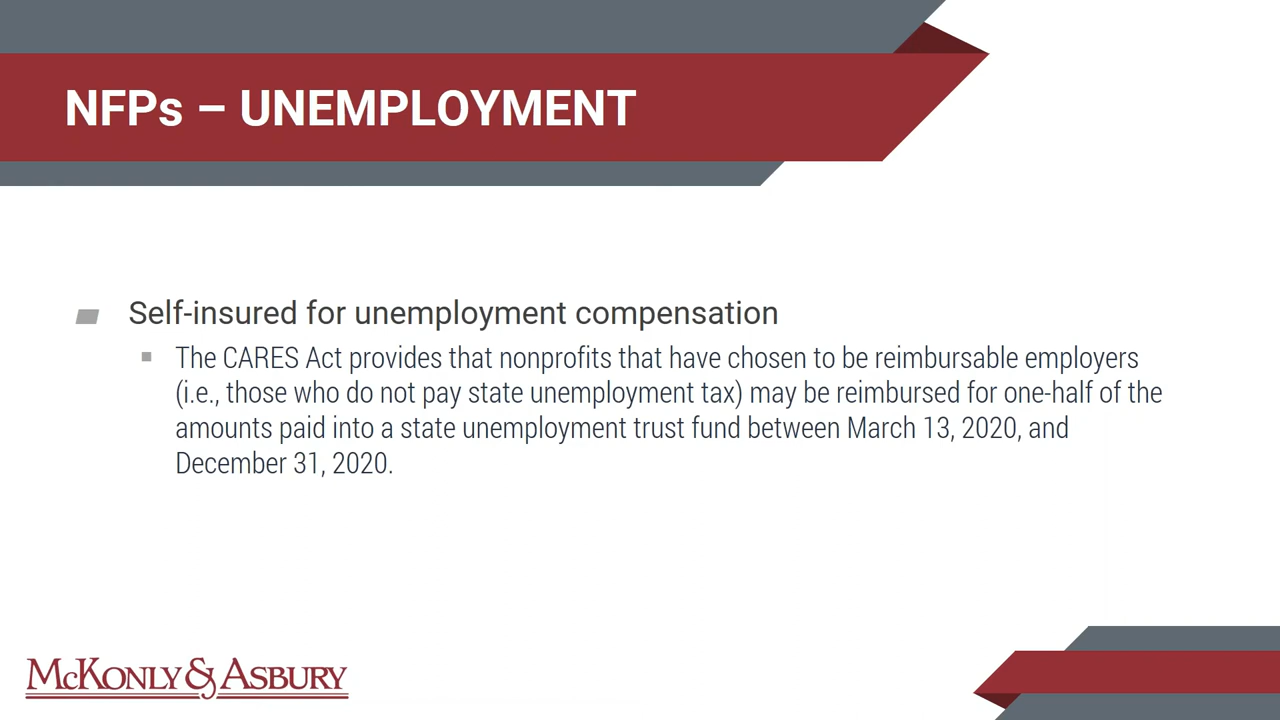 NFPs – UNEMPLOYMENT
Self-insured for unemployment compensation
The CARES Act provides that nonprofits that have chosen to be reimbursable employers
(i.e., those who do not pay state unemployment tax) may be reimbursed for one-half of the
amounts paid into a state unemployment trust fund between March 13, 2020, and
December 31, 2020.
McKonly & Asbury